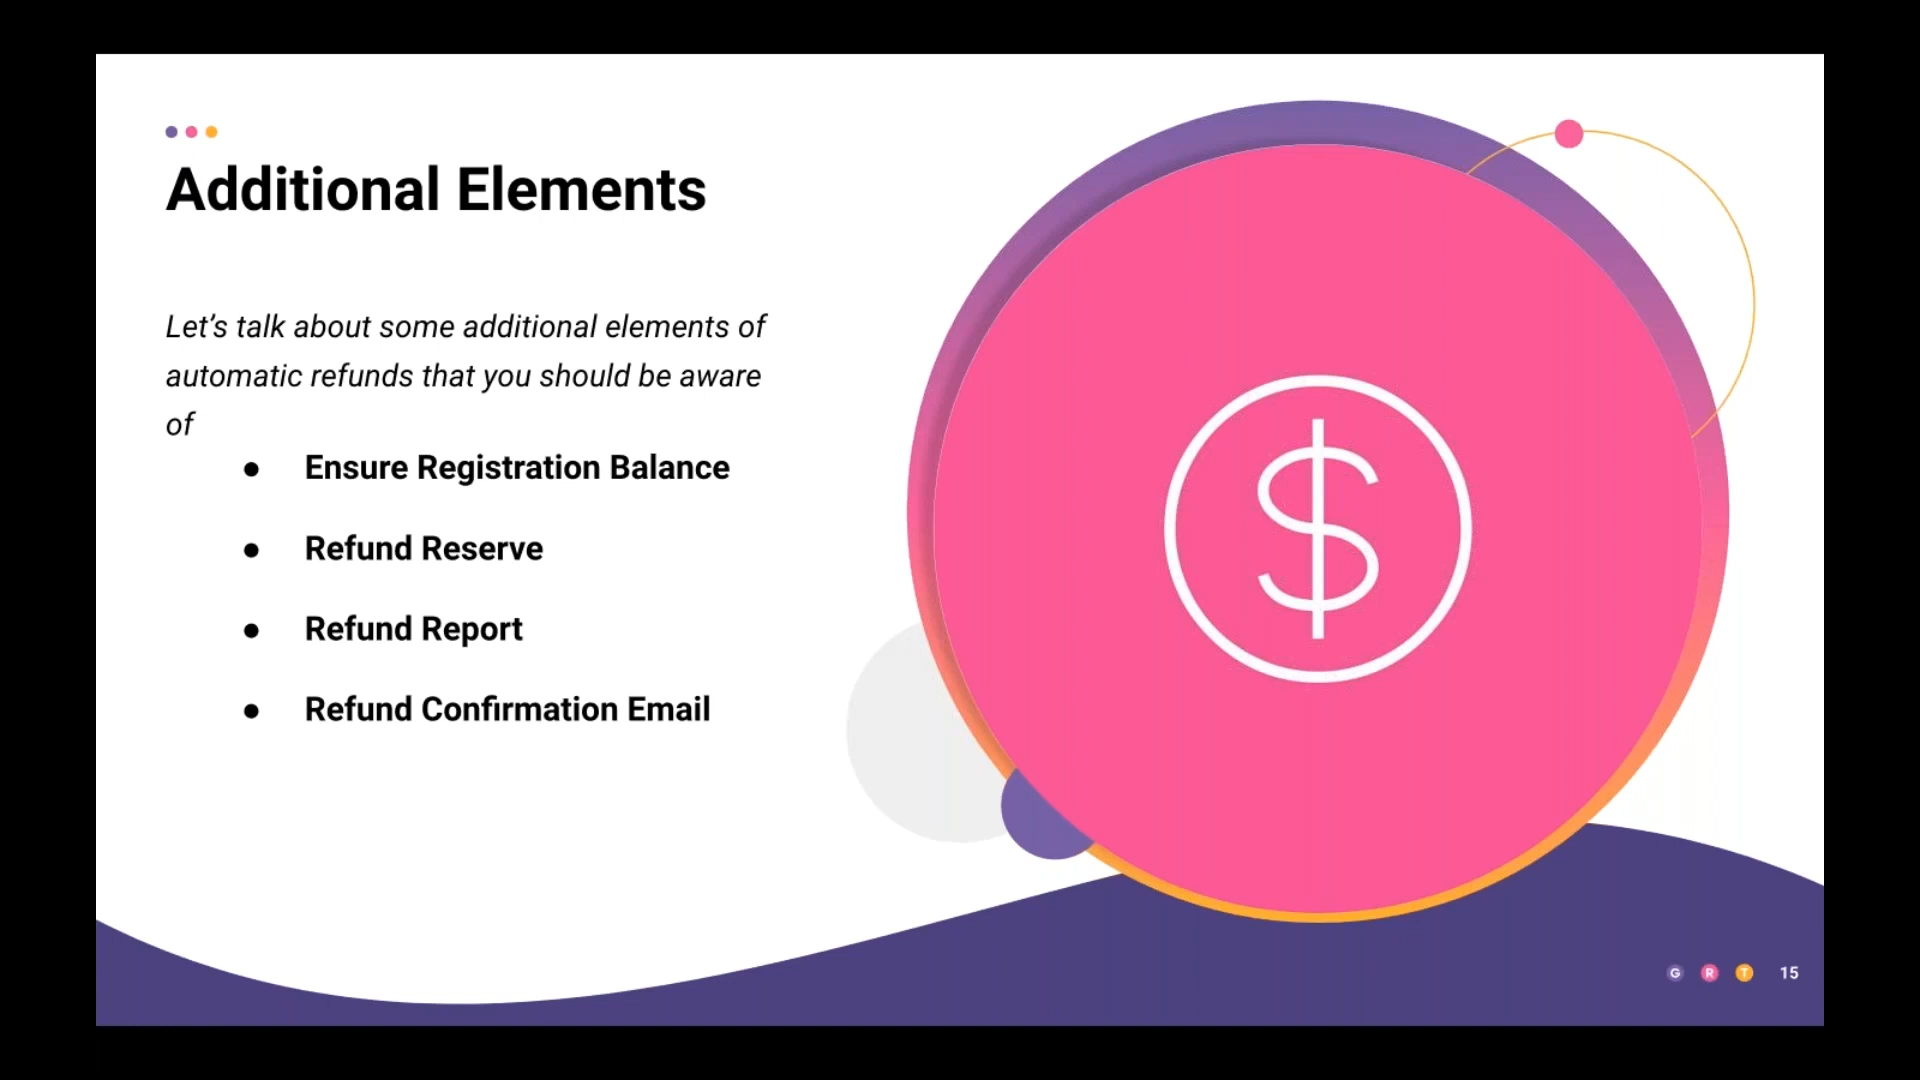 Additional Elements
Let’s talk about some additional elements of
automatic refunds that you should be aware
of
● Ensure Registration Balance
● Refund Reserve
● Refund Report
● Refund Confirmation Email
$
G R T 15